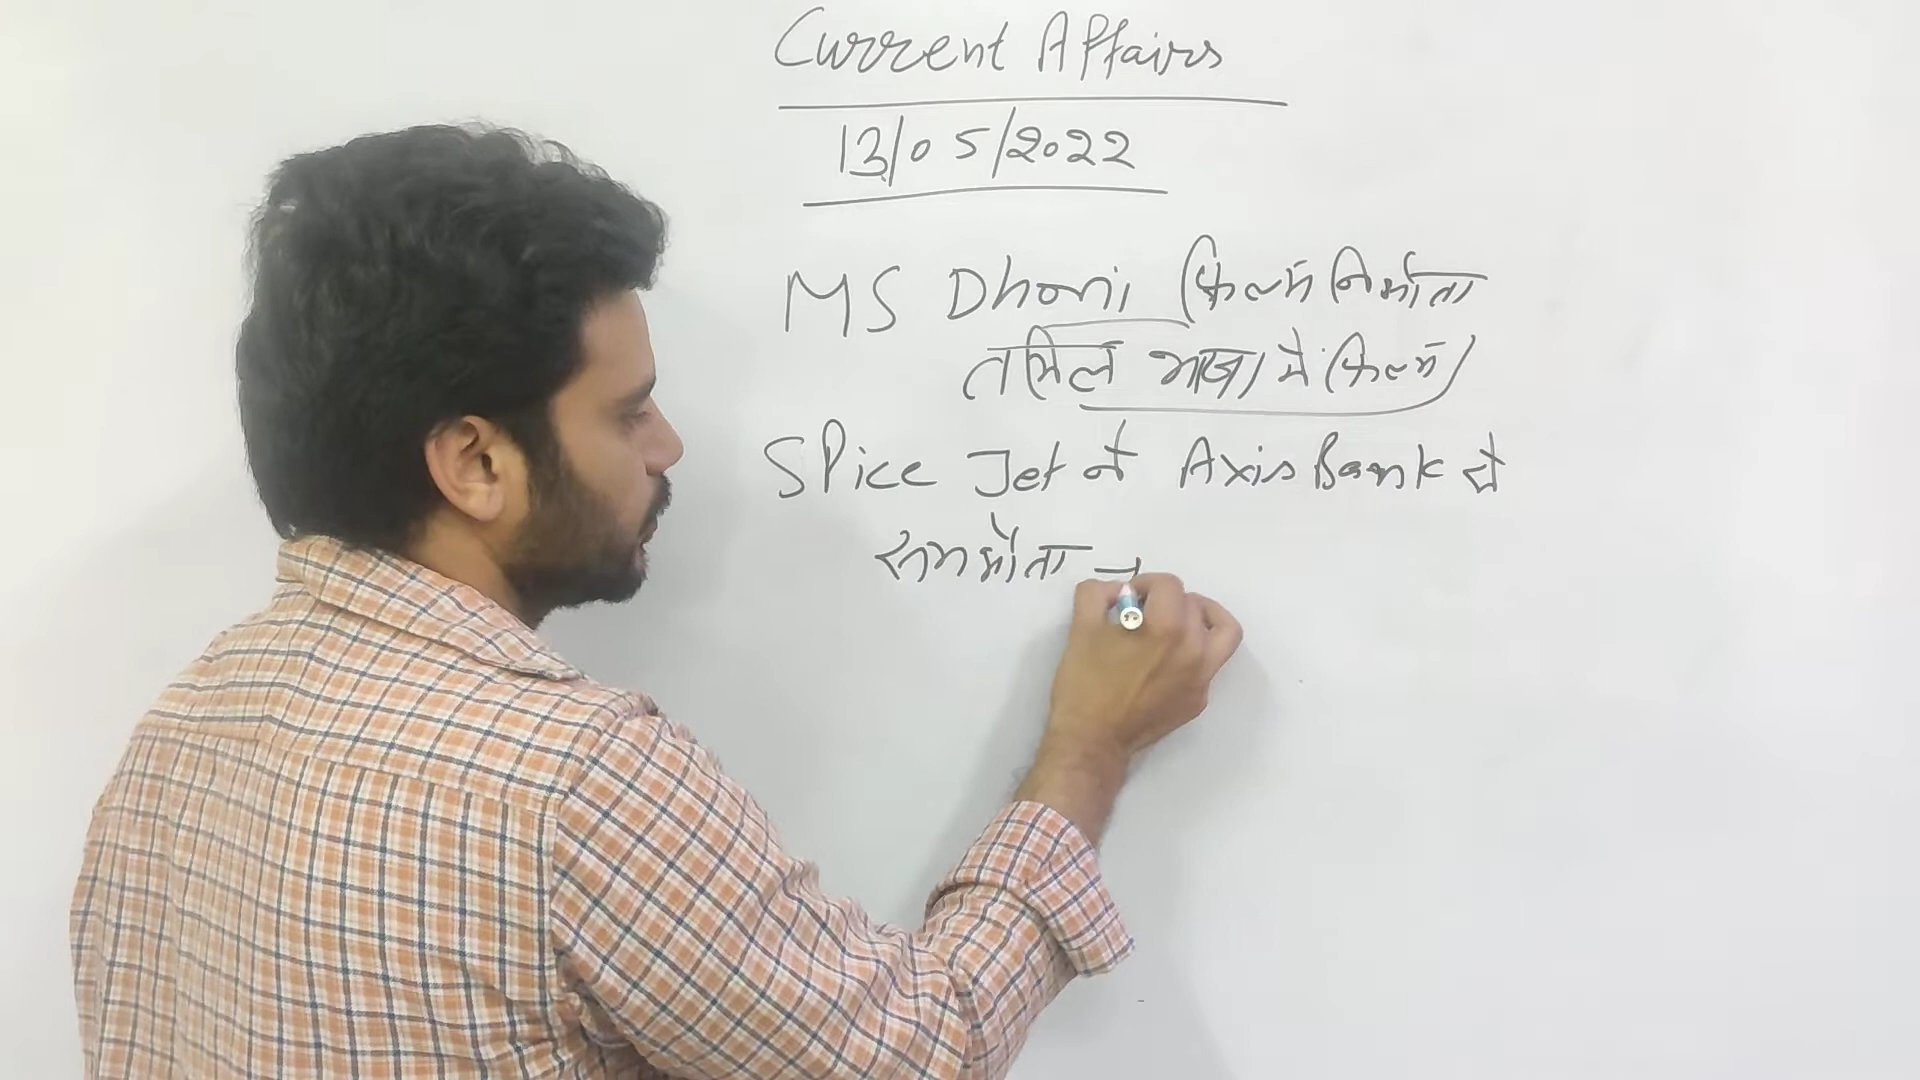 Current Affairs
13/05/2022
MS Dhoni फिल्म निर्माता
तमिल भाषा में फिल्म
SPice Jet ने Axis Bank से
समझौता →